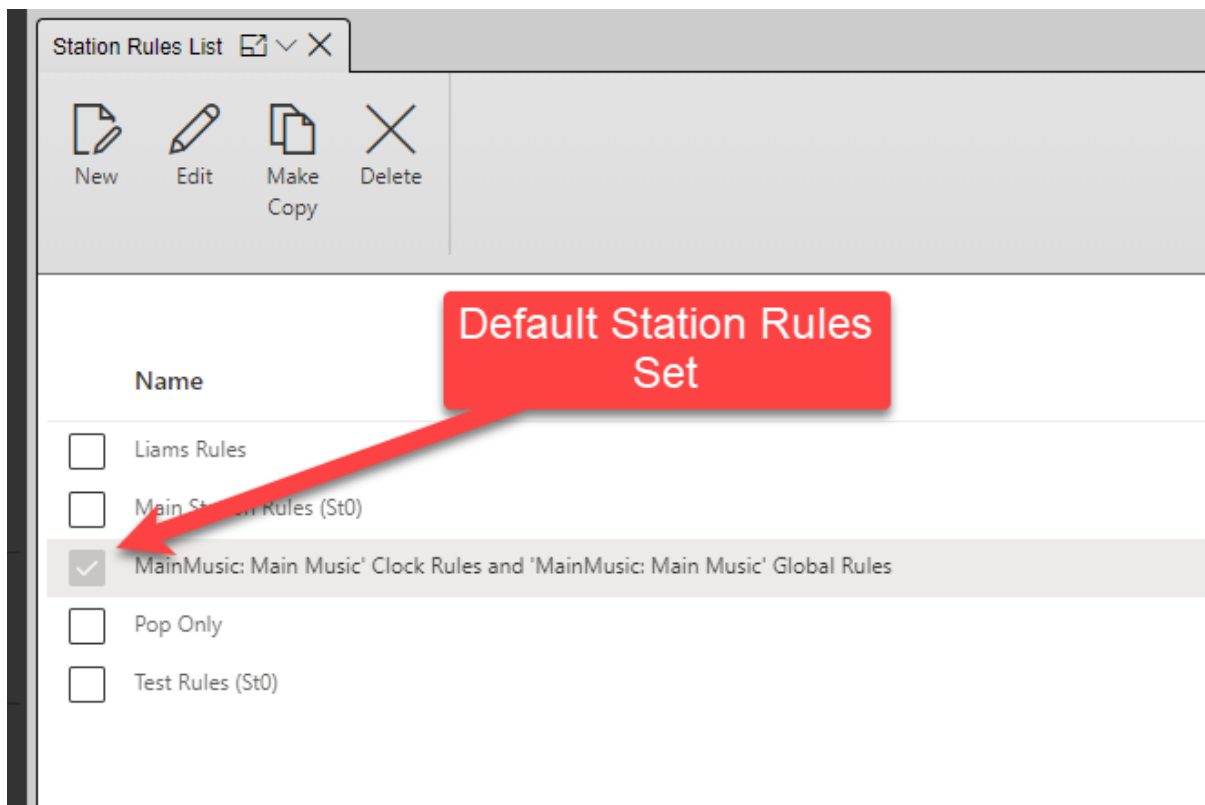 Station Rules List
New
Edit
Make
Copy
Delete
Default Station Rules
Set
Name
Liams Rules
Main Rules (St0)
MainMusic: Main Music' Clock Rules and 'MainMusic: Main Music' Global Rules
Pop Only
Test Rules (St0)